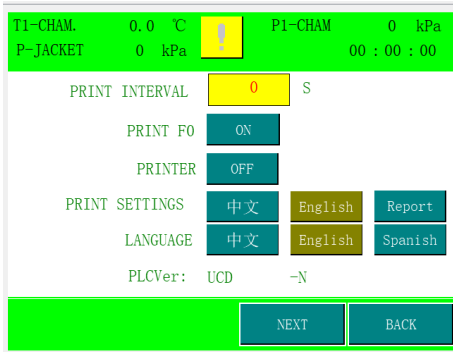 T1-CHAM. 0.0 ℃ ! P1-CHAM 0 kPa
P-JACKET 0 kPa 00 : 00 : 00
PRINT INTERVAL 0 S
PRINT F0 ON
PRINTER OFF
PRINT SETTINGS 中文 English Report
LANGUAGE 中文 English Spanish
PLCVer: UCD -N
NEXT BACK